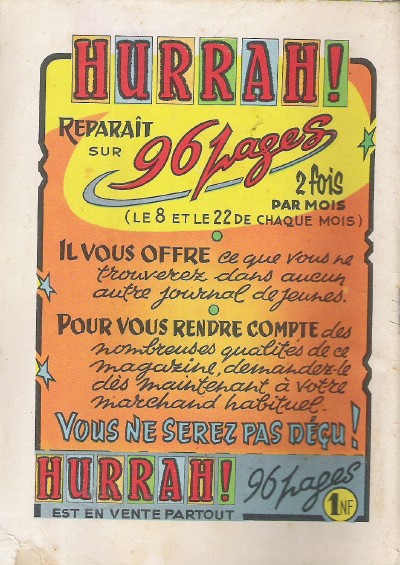 HURRAH!
REPARAÎT
SUR 96 pages
2 fois
PAR MOIS
(LE 8 ET LE 22 DE CHAQUE MOIS)
IL VOUS OFFRE ce que vous ne
trouverez dans aucun
autre journal de jeunes.
POUR VOUS RENDRE COMPTE des
nombreuses qualités de ce
magazine, demandez-le
dès maintenant à votre
marchand habituel.
VOUS NE SEREZ PAS DÉÇU!
HURRAH! 96 pages
EST EN VENTE PARTOUT 1NF